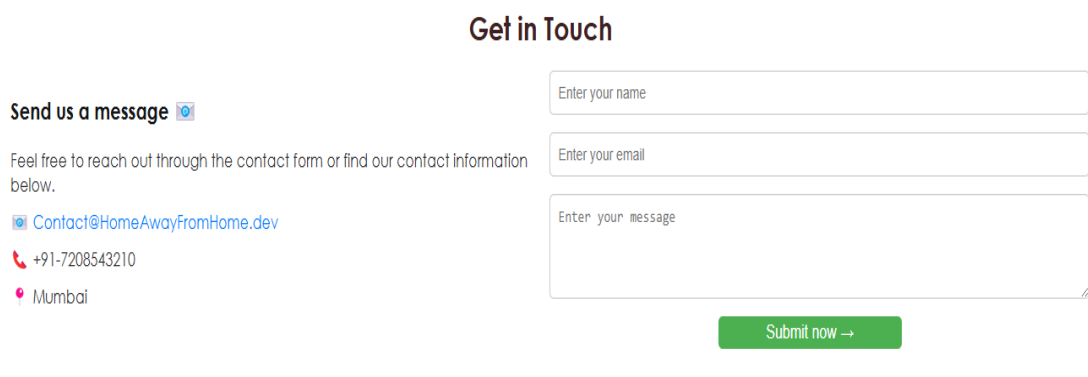 Get in Touch
Send us a message
Feel free to reach out through the contact form or find our contact information
below.
Contact@HomeAwayFromHome.dev
+91-7208543210
Mumbai
Enter your name
Enter your email
Enter your message
Submit now →